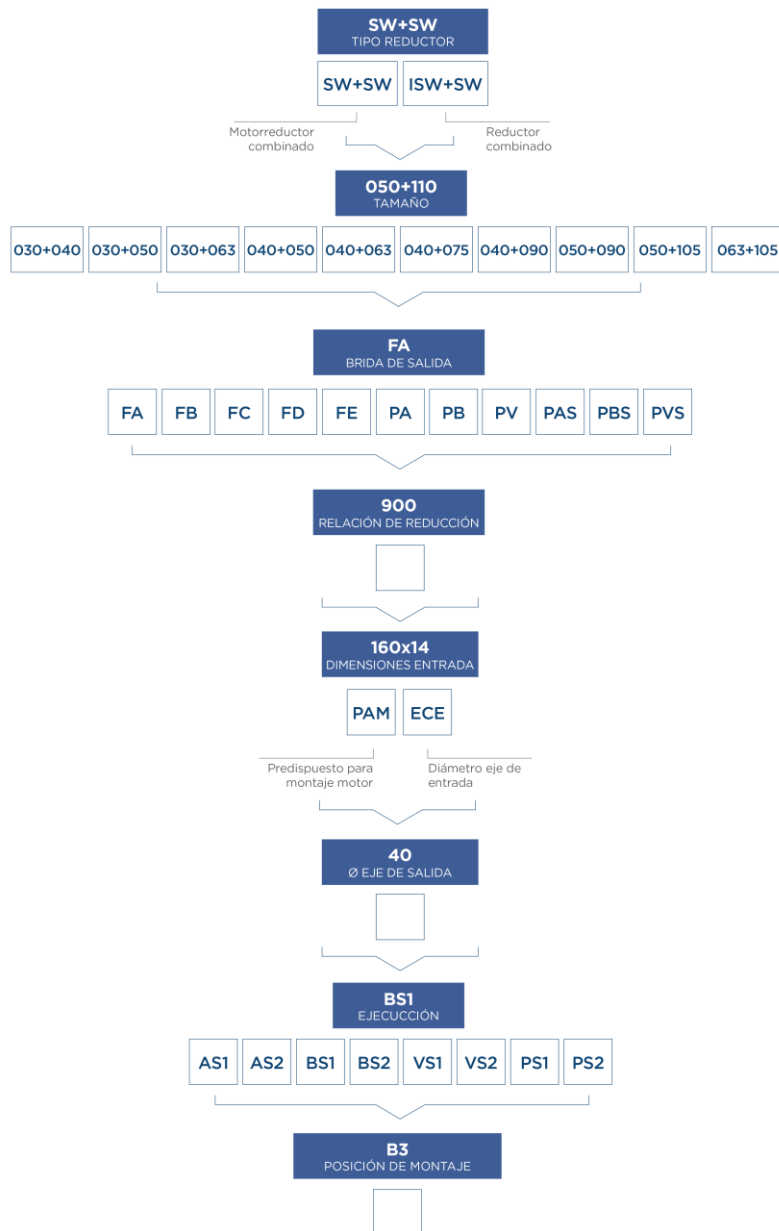 SW+SW
TIPO REDUCTOR
SW+SW ISW+SW
Motorreductor
combinado
Reductor
combinado
050+110
TAMAÑO
030+040 030+050 030+063 040+050 040+063 040+075 040+090 050+090 050+105 063+105
FA
BRIDA DE SALIDA
FA FB FC FD FE PA PB PV PAS PBS PVS
900
RELACIÓN DE REDUCCIÓN
160x14
DIMENSIONES ENTRADA
PAM ECE
Predispuesto para
montaje motor
Diámetro eje de
entrada
40
Ø EJE DE SALIDA
BS1
EJECUCCIÓN
AS1 AS2 BS1 BS2 VS1 VS2 PS1 PS2
B3
POSICIÓN DE MONTAJE